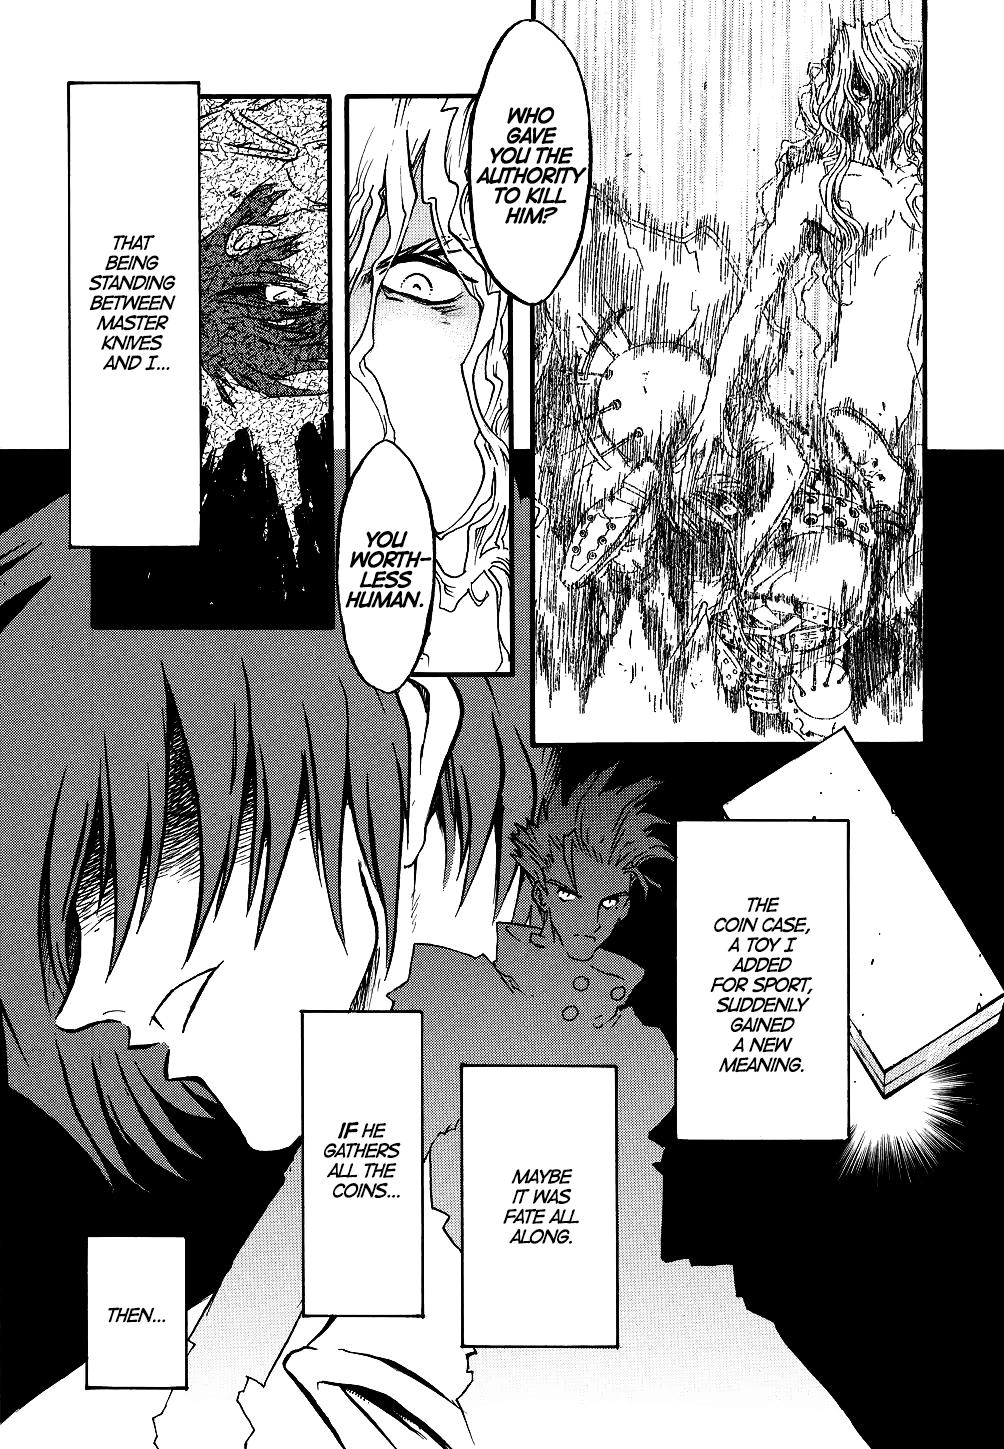 WHO
GAVE
YOU THE
AUTHORITY
TO KILL
HIM?
YOU
WORTH-
LESS
HUMAN.
THAT
BEING
STANDING
BETWEEN
MASTER
KNIVES
AND I...
THE
COIN CASE,
A TOY I
ADDED
FOR SPORT,
SUDDENLY
GAINED
A NEW
MEANING.
MAYBE
IT WAS
FATE ALL
ALONG.
IF HE
GATHERS
ALL THE
COINS...
THEN...